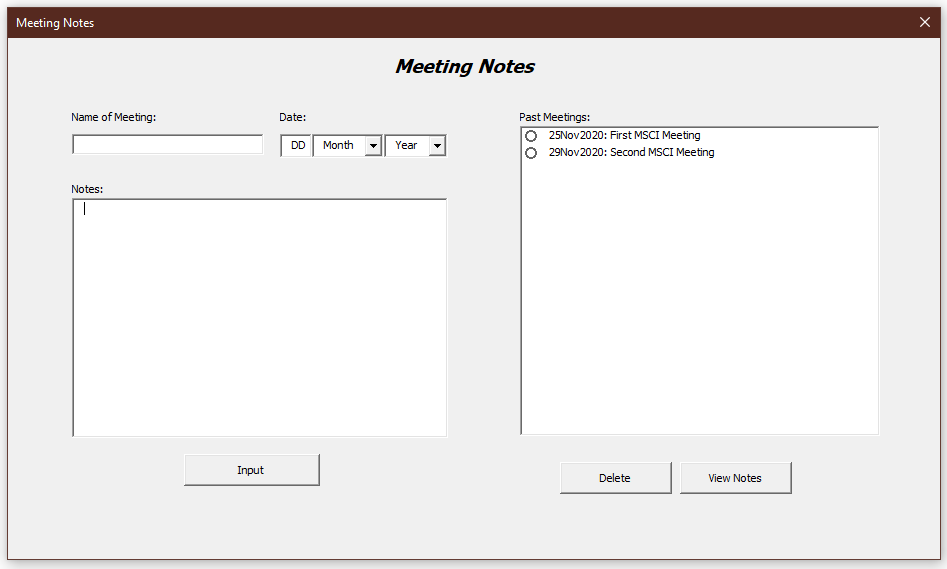 Meeting Notes
Meeting Notes
Name of Meeting:
Date:
DD Month Year
Notes:
Input
Past Meetings:
25Nov2020: First MSCI Meeting
29Nov2020: Second MSCI Meeting
Delete
View Notes